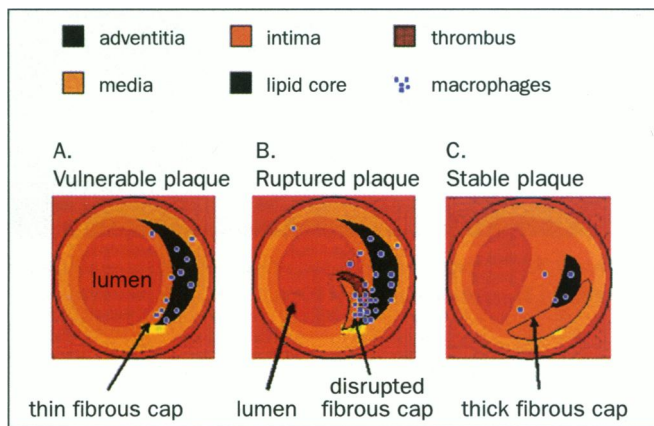 adventitia
intima
thrombus
media
lipid core
macrophages
A.
Vulnerable plaque
B.
Ruptured plaque
C.
Stable plaque
lumen
thin fibrous cap
lumen
disrupted
fibrous cap
thick fibrous cap